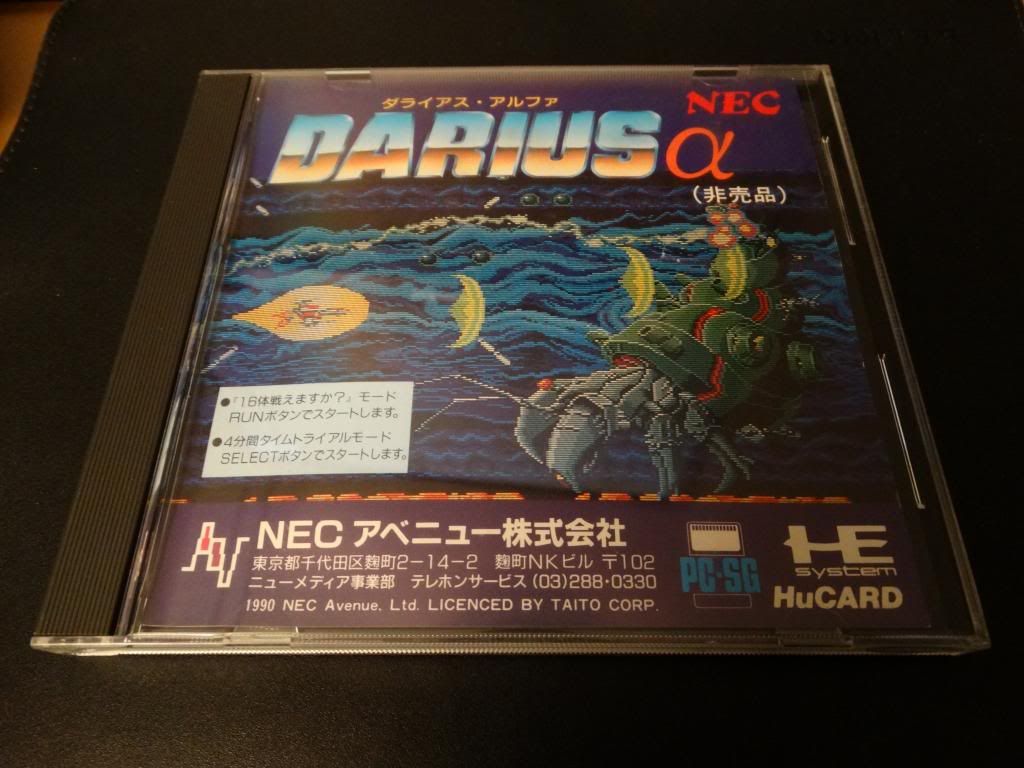 ダライアス・アルファ
NEC
DARIUS α
(非売品)
●『16体戦えますか?』モード
RUNボタンでスタートします。
●4分間タイムトライアルモード
SELECTボタンでスタートします。
NEC アベニュー株式会社
東京都千代田区麹町2-14-2 麹町NKビル 〒102
ニューメディア事業部 テレホンサービス (03)288・0330
1990 NEC Avenue, Ltd. LICENCED BY TAITO CORP.
PC・SG
HE
system
HuCARD